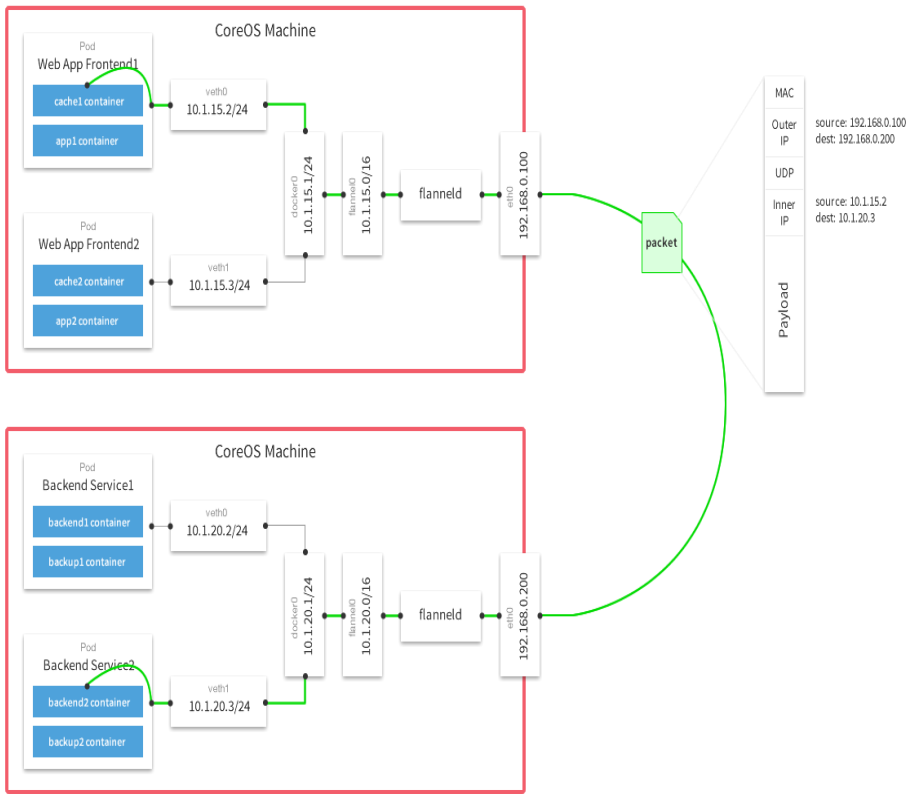 CoreOS Machine
Pod
Web App Frontend1
cache1 container
app1 container
veth0
10.1.15.2/24
Pod
Web App Frontend2
cache2 container
app2 container
veth1
10.1.15.3/24
docker0
10.1.15.1/24
flannel0
10.1.15.0/16
flanneld
eth0
192.168.0.100
packet
MAC
Outer
IP
source: 192.168.0.100
dest: 192.168.0.200
UDP
Inner
IP
source: 10.1.15.2
dest: 10.1.20.3
Payload
CoreOS Machine
Pod
Backend Service1
backend1 container
backup1 container
veth0
10.1.20.2/24
Pod
Backend Service2
backend2 container
backup2 container
veth1
10.1.20.3/24
docker0
10.1.20.1/24
flannel0
10.1.20.0/16
flanneld
eth0
192.168.0.200